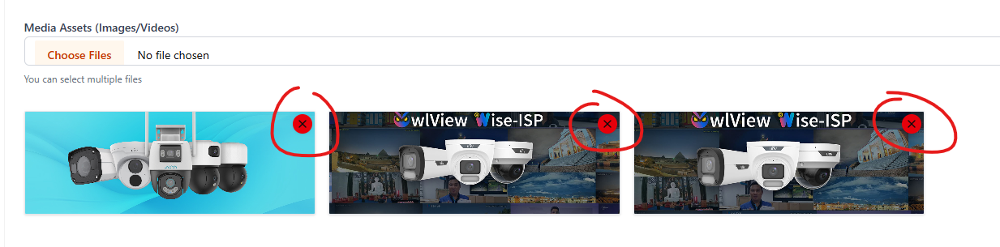 Media Assets (Images/Videos)
Choose Files No file chosen
You can select multiple files
wlView Wise-ISP
wlView Wise-ISP